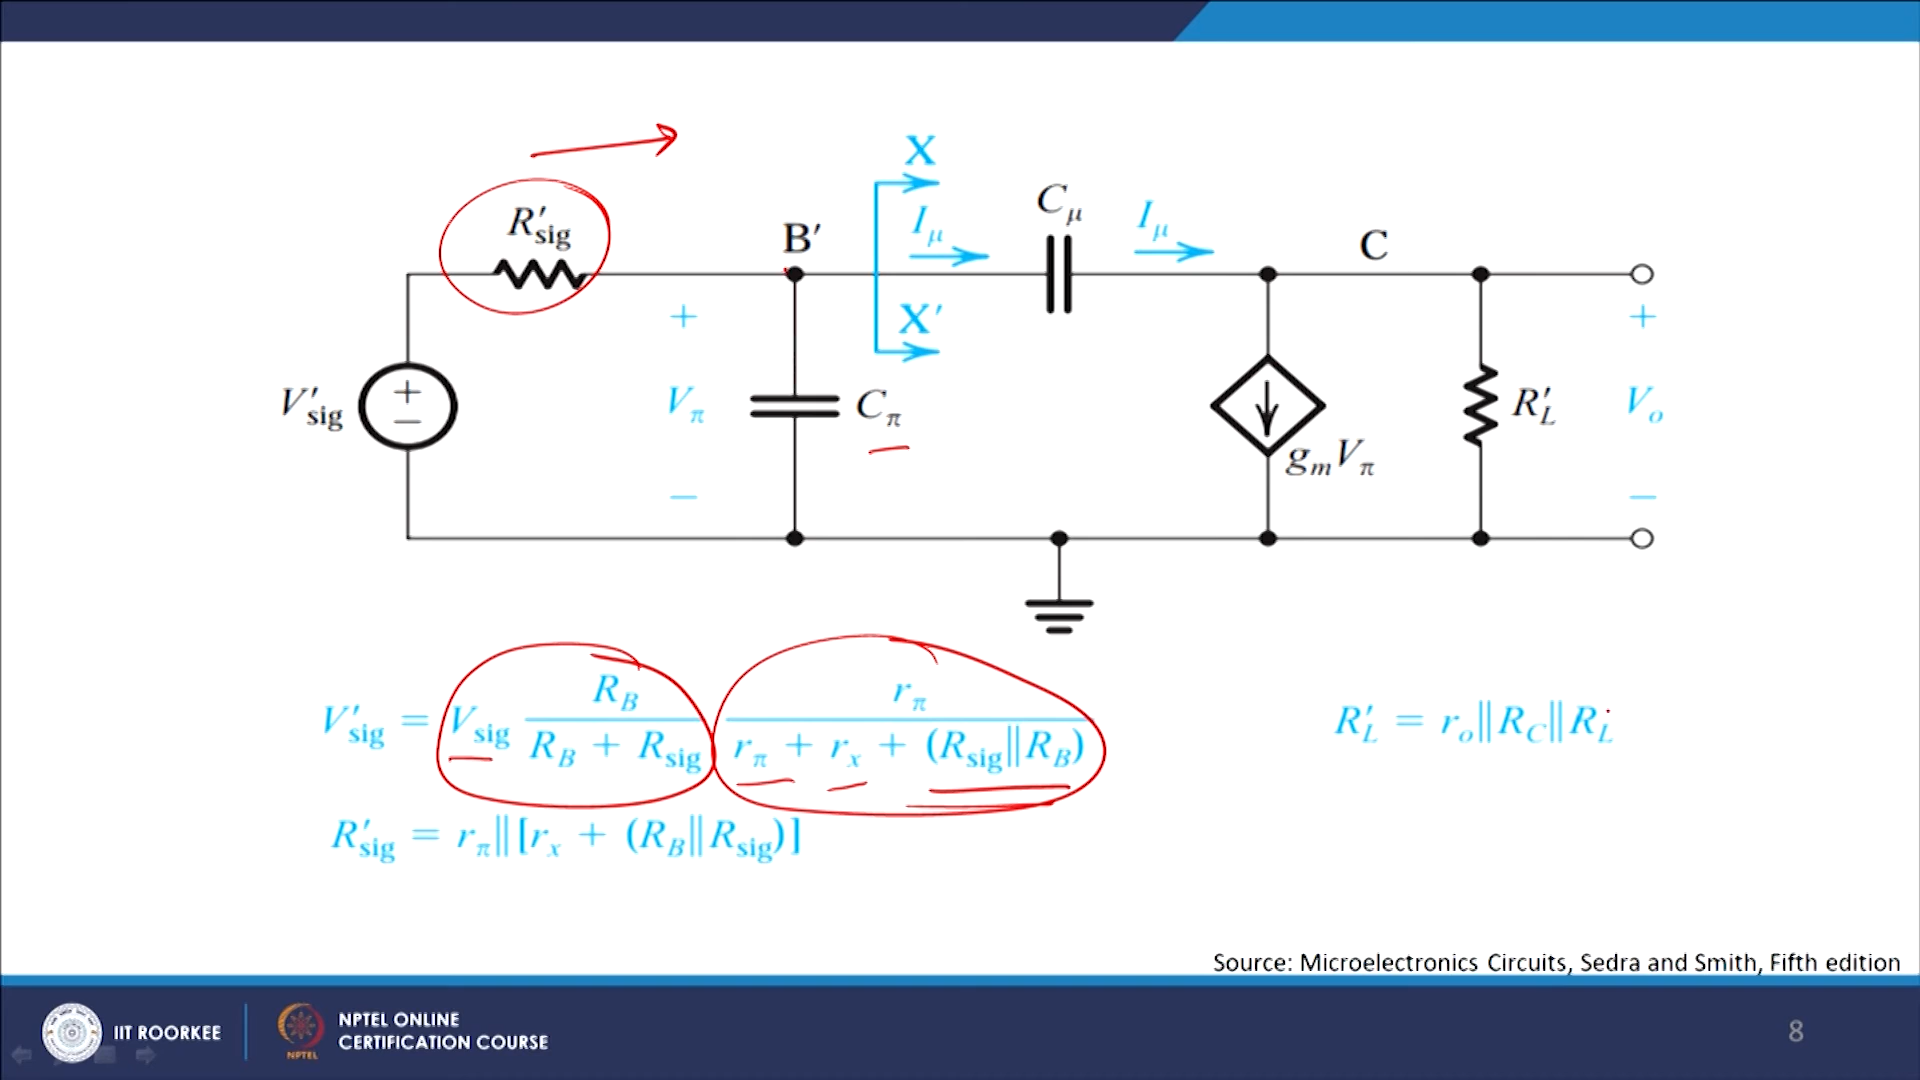 X
R′sig
B′
Iμ
Cμ
Iμ
C
+
X′
+
V′sig
+
−
Vπ
Cπ
gmVπ
R′L
Vo
−
−
V′sig = Vsig RB / (RB + Rsig) rπ / (rπ + rx + (Rsig||RB))
R′L = ro||RC||RL
R′sig = rπ||[rx + (RB||Rsig)]
Source: Microelectronics Circuits, Sedra and Smith, Fifth edition
IIT ROORKEE
NPTEL
NPTEL ONLINE
CERTIFICATION COURSE
8